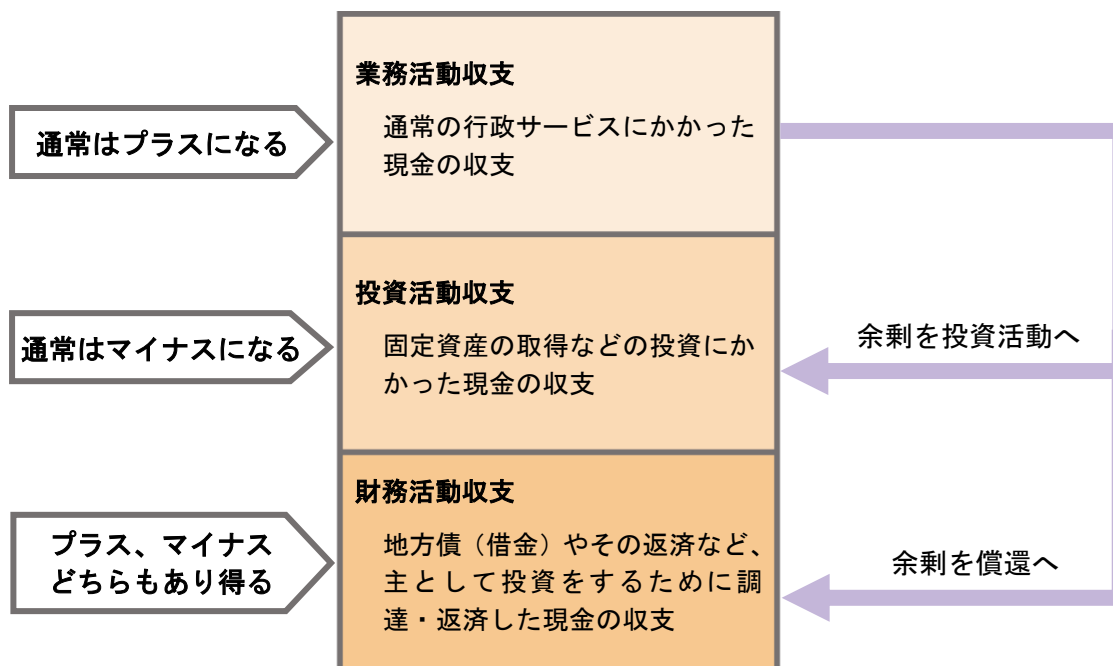 業務活動収支
通常の行政サービスにかかった
現金の収支
通常はプラスになる
投資活動収支
固定資産の取得などの投資にか
かった現金の収支
通常はマイナスになる
余剰を投資活動へ
財務活動収支
地方債（借金）やその返済など、
主として投資をするために調
達・返済した現金の収支
プラス、マイナス
どちらもあり得る
余剰を償還へ